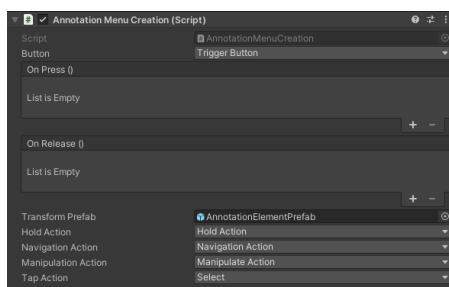 Annotation Menu Creation (Script)
Script AnnotationMenuCreation
Button Trigger Button
On Press ()
List is Empty
+ -
On Release ()
List is Empty
+ -
Transform Prefab AnnotationElementPrefab
Hold Action Hold Action
Navigation Action Navigation Action
Manipulation Action Manipulate Action
Tap Action Select